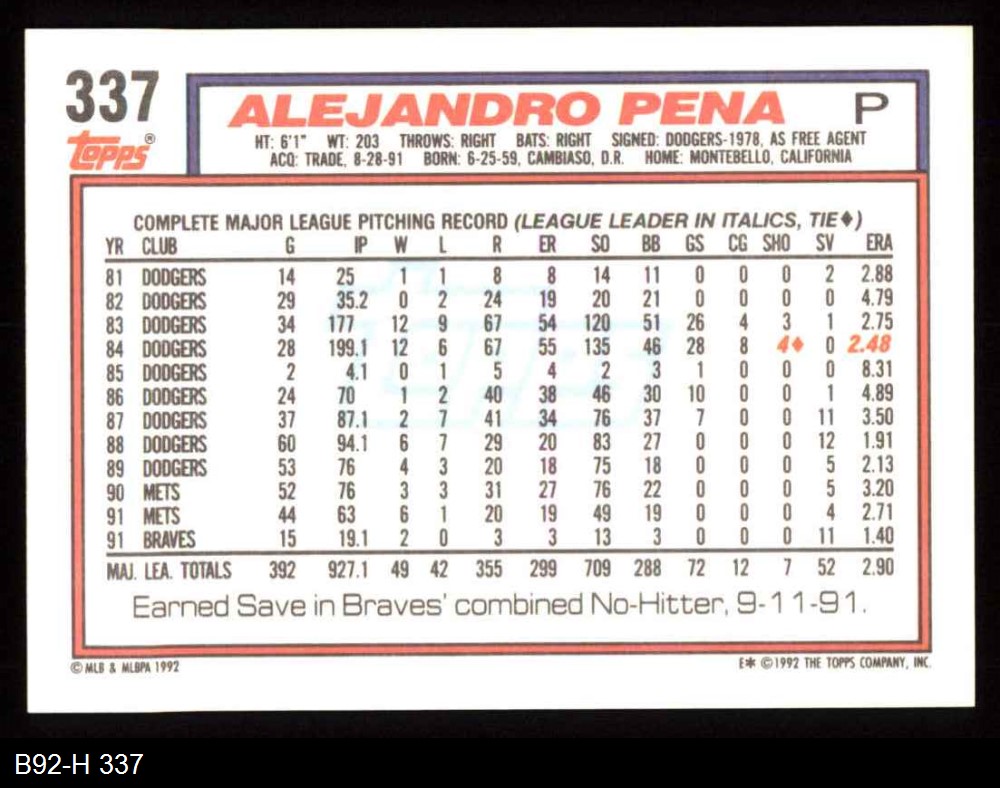 337
Topps®
ALEJANDRO PENA P
HT: 6'1" WT: 203 THROWS: RIGHT BATS: RIGHT SIGNED: DODGERS-1978, AS FREE AGENT
ACQ: TRADE, 8-28-91 BORN: 6-25-59, CAMBIASO, D.R. HOME: MONTEBELLO, CALIFORNIA
COMPLETE MAJOR LEAGUE PITCHING RECORD (LEAGUE LEADER IN ITALICS, TIE♦)
YR CLUB G IP W L R ER SO BB GS CG SHO SV ERA
81 DODGERS 14 25 1 1 8 8 14 11 0 0 0 2 2.88
82 DODGERS 29 35.2 0 2 24 19 20 21 0 0 0 0 4.79
83 DODGERS 34 177 12 9 67 54 120 51 26 4 3 1 2.75
84 DODGERS 28 199.1 12 6 67 55 135 46 28 8 4♦ 0 2.48
85 DODGERS 2 4.1 0 1 5 4 2 3 1 0 0 0 8.31
86 DODGERS 24 70 1 2 40 38 46 30 10 0 0 1 4.89
87 DODGERS 37 87.1 2 7 41 34 76 37 7 0 0 11 3.50
88 DODGERS 60 94.1 6 7 29 20 83 27 0 0 0 12 1.91
89 DODGERS 53 76 4 3 20 18 75 18 0 0 0 5 2.13
90 METS 52 76 3 3 31 27 76 22 0 0 0 5 3.20
91 METS 44 63 6 1 20 19 49 19 0 0 0 4 2.71
91 BRAVES 15 19.1 2 0 3 3 13 3 0 0 0 11 1.40
MAJ. LEA. TOTALS 392 927.1 49 42 355 299 709 288 72 12 7 52 2.90
Earned Save in Braves' combined No-Hitter, 9-11-91.
© MLB & MLBPA 1992 E* ©1992 THE TOPPS COMPANY, INC.
B92-H 337